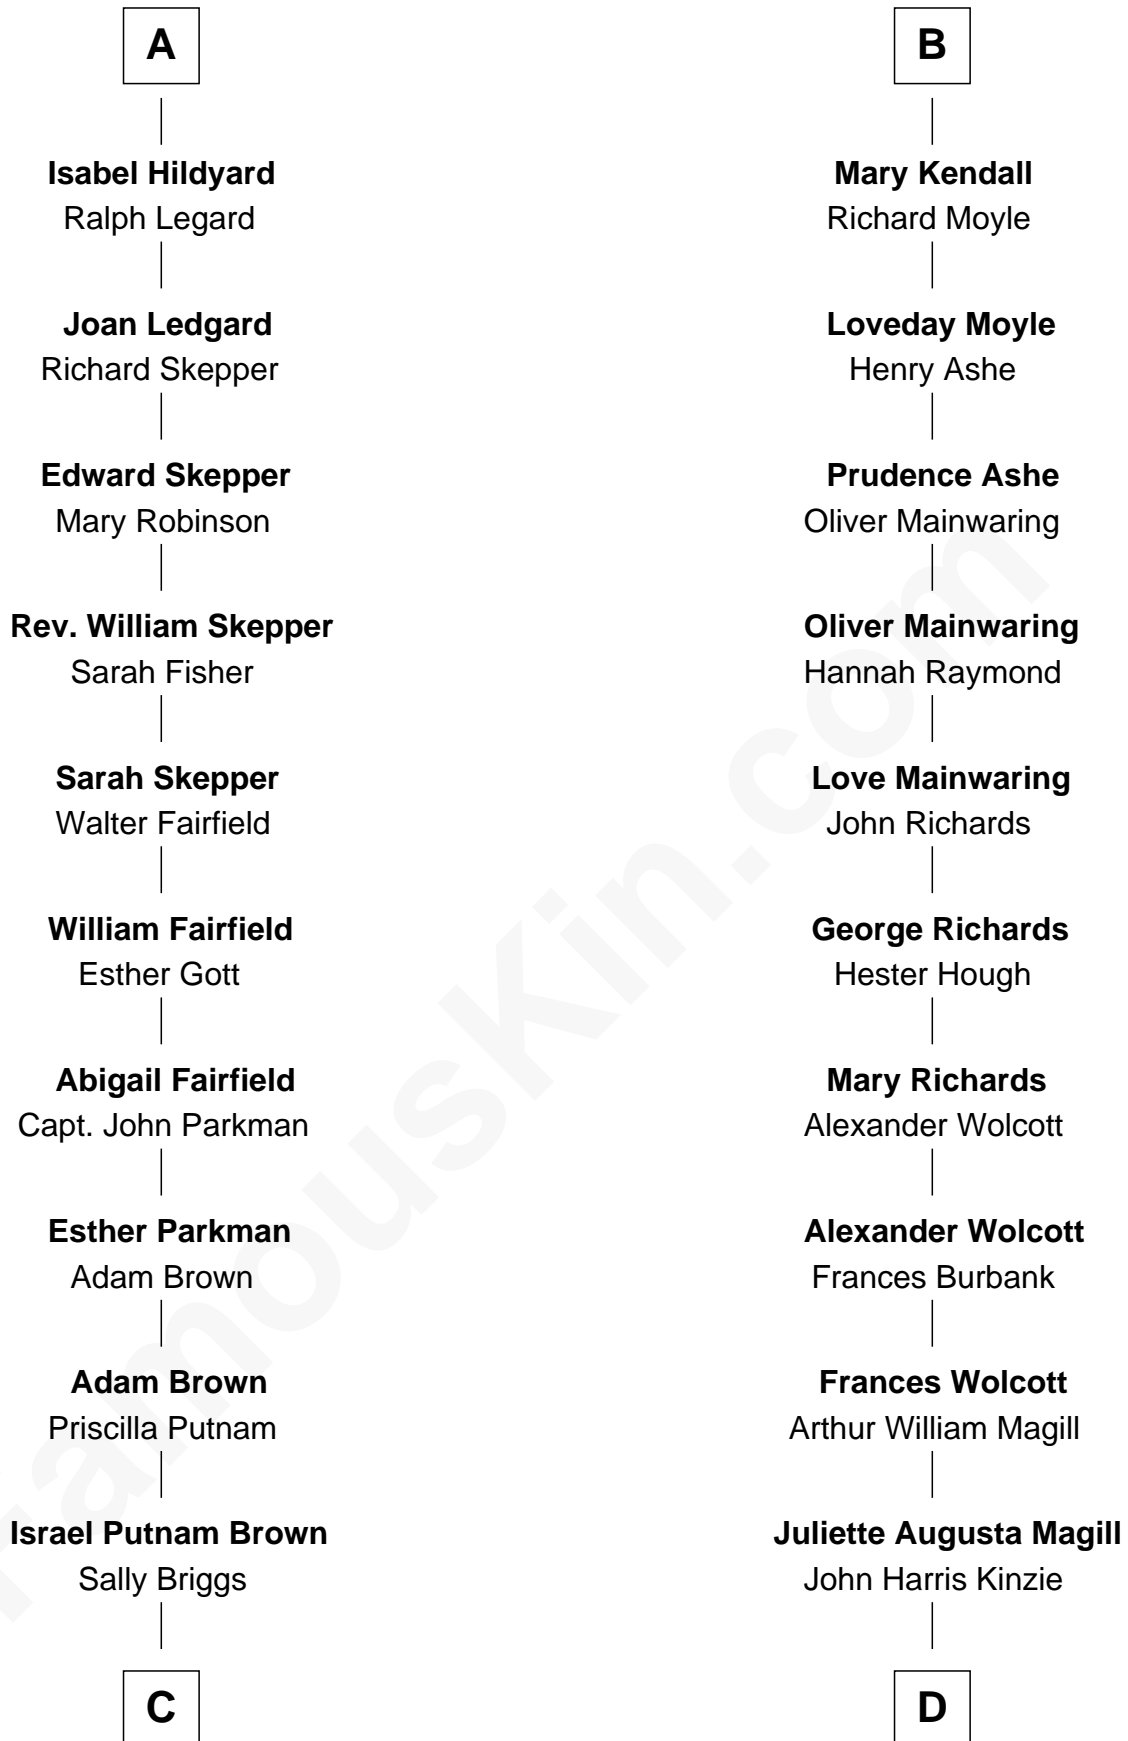 A
Isabel Hildyard
Ralph Legard
Joan Ledgard
Richard Skepper
Edward Skepper
Mary Robinson
Rev. William Skepper
Sarah Fisher
Sarah Skepper
Walter Fairfield
William Fairfield
Esther Gott
Abigail Fairfield
Capt. John Parkman
Esther Parkman
Adam Brown
Adam Brown
Priscilla Putnam
Israel Putnam Brown
Sally Briggs
C
B
Mary Kendall
Richard Moyle
Loveday Moyle
Henry Ashe
Prudence Ashe
Oliver Mainwaring
Oliver Mainwaring
Hannah Raymond
Love Mainwaring
John Richards
George Richards
Hester Hough
Mary Richards
Alexander Wolcott
Alexander Wolcott
Frances Burbank
Frances Wolcott
Arthur William Magill
Juliette Augusta Magill
John Harris Kinzie
D
FamousKin.com